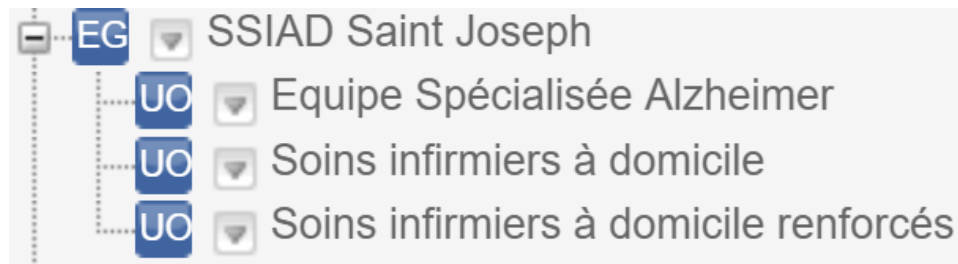 EG SSIAD Saint Joseph
UO Equipe Spécialisée Alzheimer
UO Soins infirmiers à domicile
UO Soins infirmiers à domicile renforcés